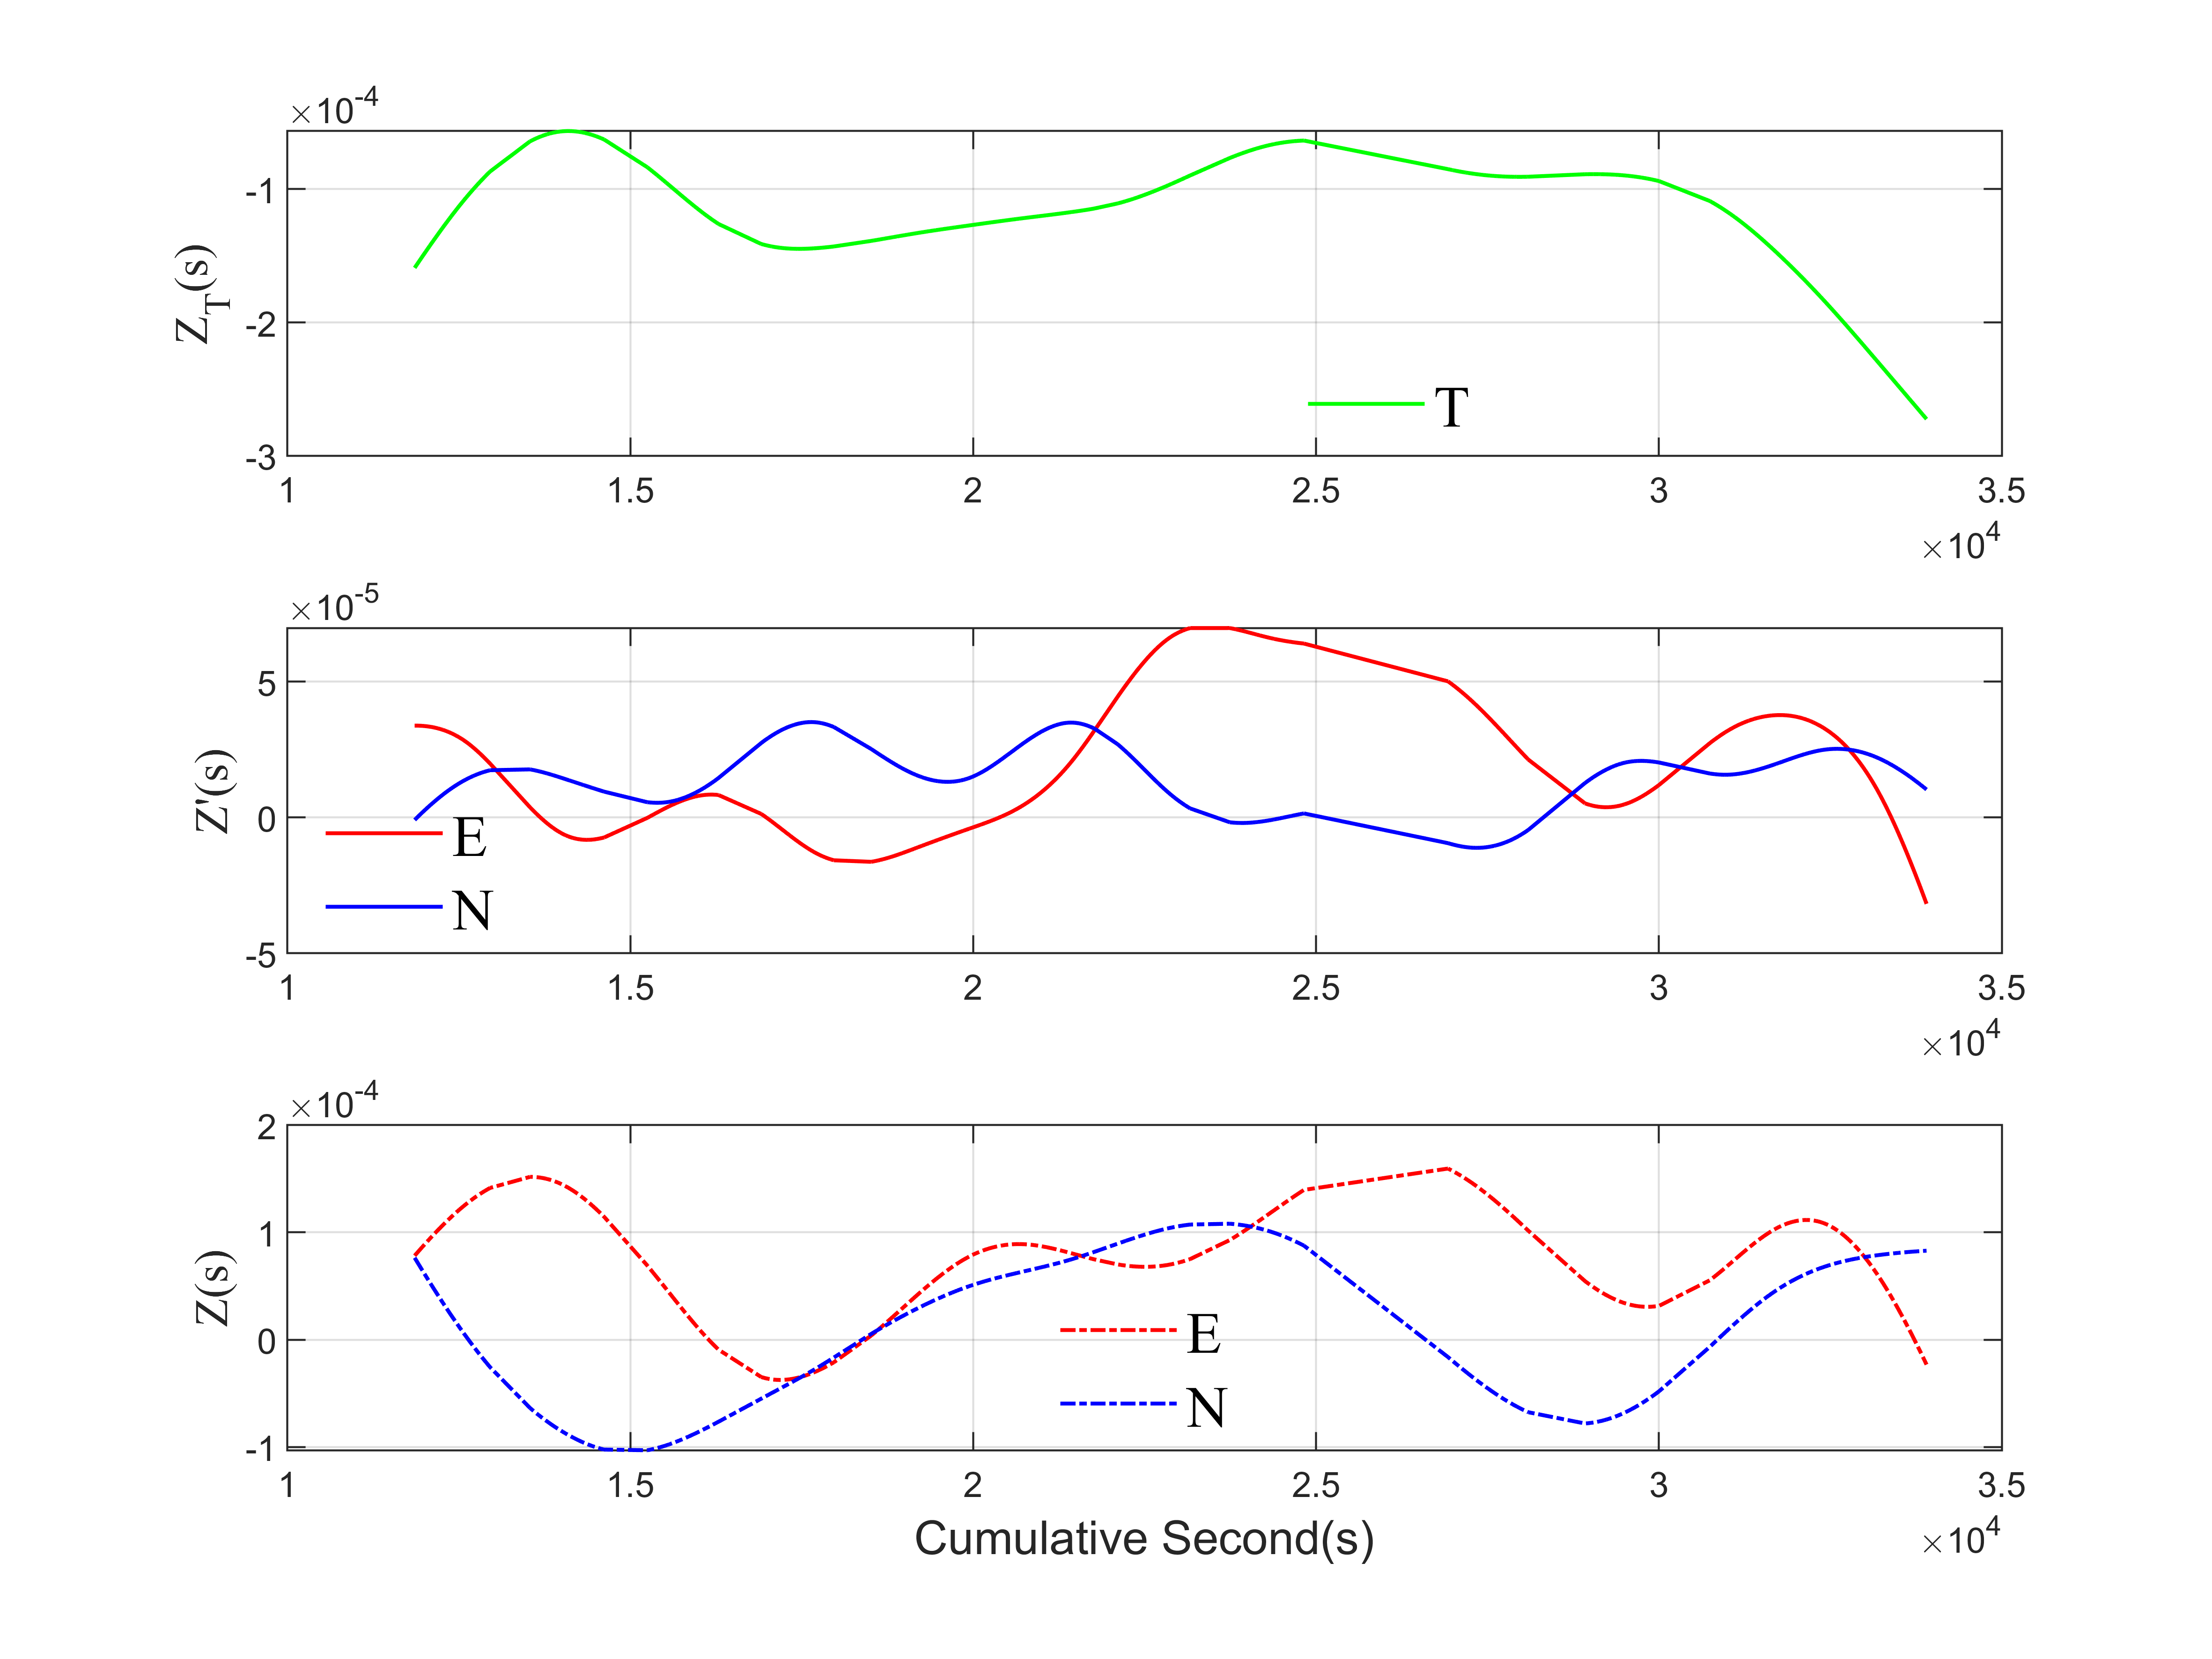 ×10-4
-1
-2
-3
Z_T(s)
T
1 1.5 2 2.5 3 3.5
×10^4
×10-5
5
0
-5
Z'(s)
E
N
1 1.5 2 2.5 3 3.5
×10^4
×10-4
2
1
0
-1
Z(s)
E
N
1 1.5 2 2.5 3 3.5
Cumulative Second(s)
×10^4